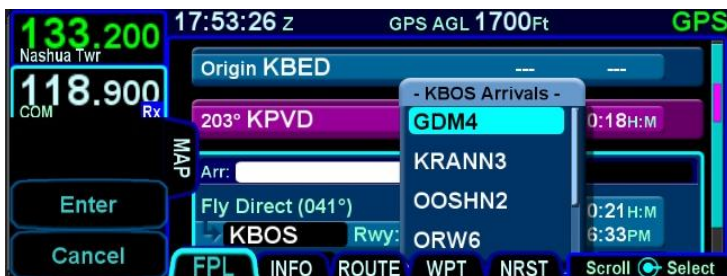 133.200
Nashua Twr
118.900
COM Rx
Enter
Cancel
17:53:26 Z GPS AGL 1700Ft GPS
MAP
Origin KBED --- ---
203° KPVD 0:18H:M
Arr:
Fly Direct (041°) 0:21H:M
KBOS Rwy: 6:33PM
- KBOS Arrivals -
GDM4
KRANN3
OOSHN2
ORW6
FPL INFO ROUTE WPT NRST Scroll Select